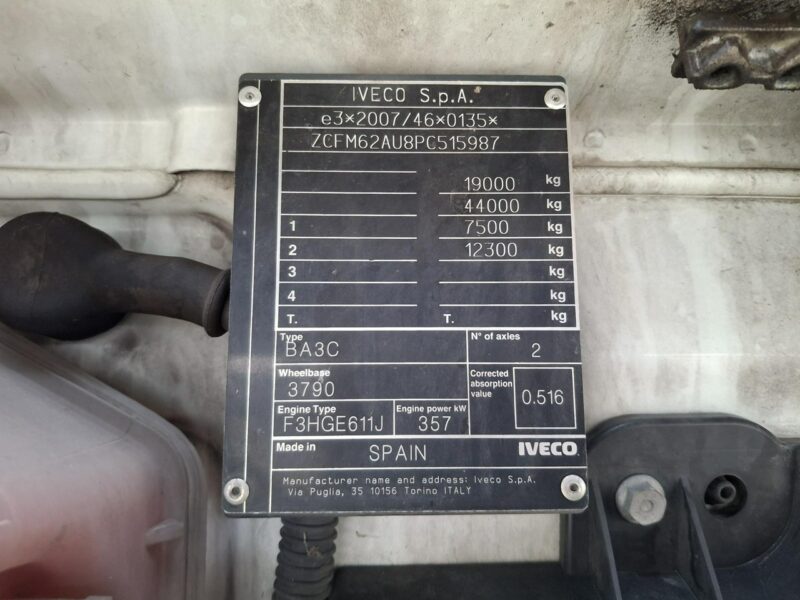 IVECO S.p.A.
e3*2007/46*0135*
ZCFM62AU8PC515987
19000 kg
44000 kg
1 7500 kg
2 12300 kg
3 kg
4 kg
T. T. kg
Type N° of axles
BA3C 2
Wheelbase Corrected absorption value
3790 0.516
Engine Type Engine power kW
F3HGE611J 357
Made in SPAIN IVECO
Manufacturer name and address: Iveco S.p.A.
Via Puglia, 35 10156 Torino ITALY